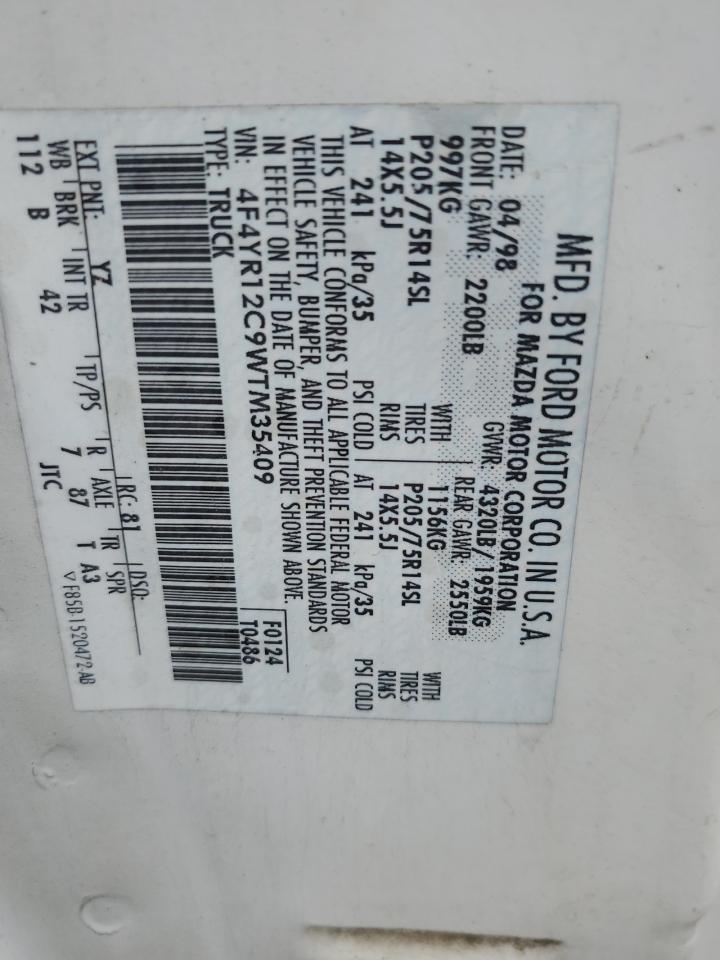 MFD. BY FORD MOTOR CO. IN U.S.A.
FOR MAZDA MOTOR CORPORATION
DATE: 04/98 GVWR: 4320LB/1959KG
FRONT GAWR: 2200LB REAR GAWR: 2550LB
997KG WITH 1156KG WITH
P205/75R14SL TIRES P205/75R14SL TIRES
14X5.5J RIMS 14X5.5J RIMS
AT 241 kPa/35 PSI COLD AT 241 kPa/35 PSI COLD
THIS VEHICLE CONFORMS TO ALL APPLICABLE FEDERAL MOTOR
VEHICLE SAFETY, BUMPER, AND THEFT PREVENTION STANDARDS
IN EFFECT ON THE DATE OF MANUFACTURE SHOWN ABOVE.
VIN: 4F4YR12C9WTM35409 F0124
TYPE: TRUCK T0486
EXT PNT: YZ RC: 81 DSO:
WB BRK INT TR TP/PS R AXLE TR SPR
112 B 42 7 87 T A3
JTC
▽F85B-1520472-AB